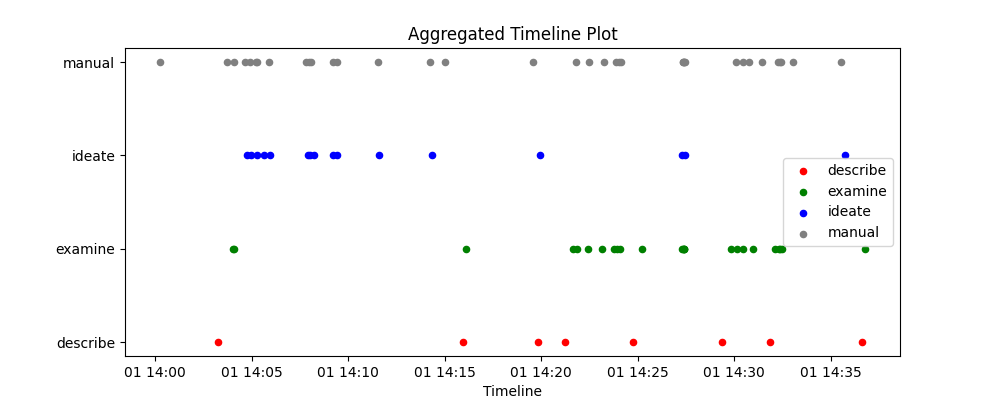 Aggregated Timeline Plot
manual
ideate
examine
describe
describe
examine
ideate
manual
01 14:00 01 14:05 01 14:10 01 14:15 01 14:20 01 14:25 01 14:30 01 14:35
Timeline